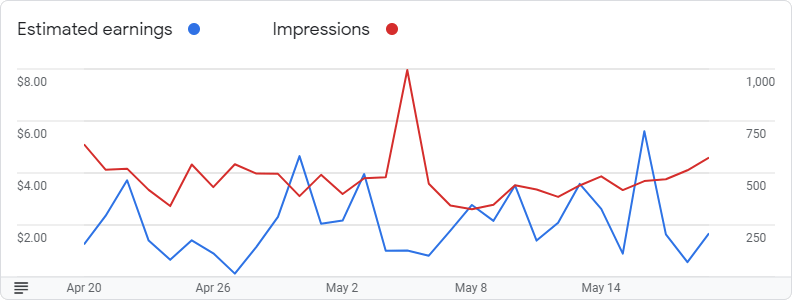 Estimated earnings Impressions
$8.00 1,000
$6.00 750
$4.00 500
$2.00 250
Apr 20 Apr 26 May 2 May 8 May 14